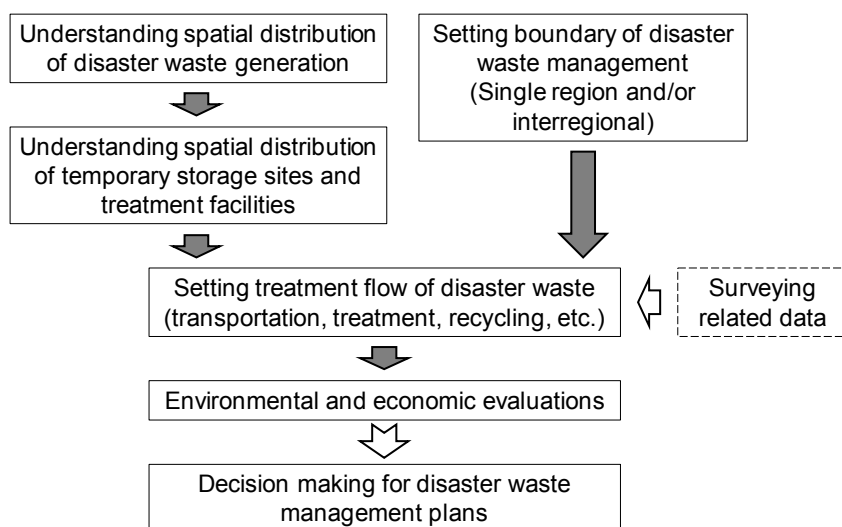 Understanding spatial distribution
of disaster waste generation
Setting boundary of disaster
waste management
(Single region and/or
interregional)
Understanding spatial distribution
of temporary storage sites and
treatment facilities
Setting treatment flow of disaster waste
(transportation, treatment, recycling, etc.)
Surveying
related data
Environmental and economic evaluations
Decision making for disaster waste
management plans